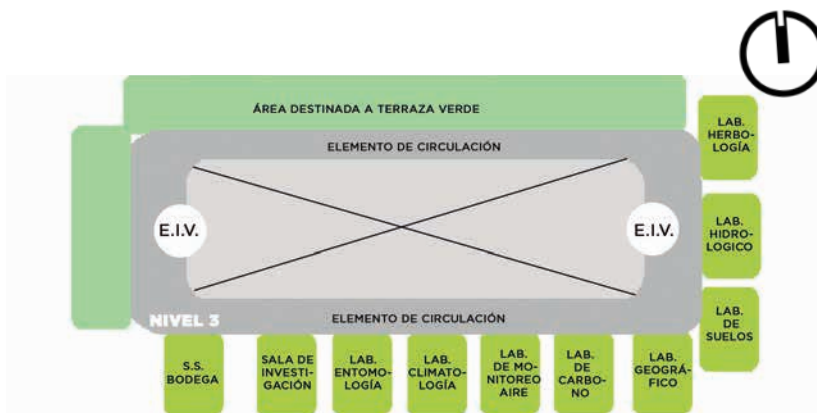 ÁREA DESTINADA A TERRAZA VERDE
ELEMENTO DE CIRCULACIÓN
LAB.
HERBO-
LOGÍA
E.I.V.
E.I.V.
LAB.
HIDRO-
LOGICO
NIVEL 3
ELEMENTO DE CIRCULACIÓN
LAB.
DE
SUELOS
S.S.
BODEGA
SALA DE
INVESTI-
GACIÓN
LAB.
ENTOMO-
LOGÍA
LAB.
CLIMATO-
LOGÍA
LAB.
DE MO-
NITOREO
AIRE
LAB.
DE
CARBO-
NO
LAB.
GEOGRÁ-
FICO